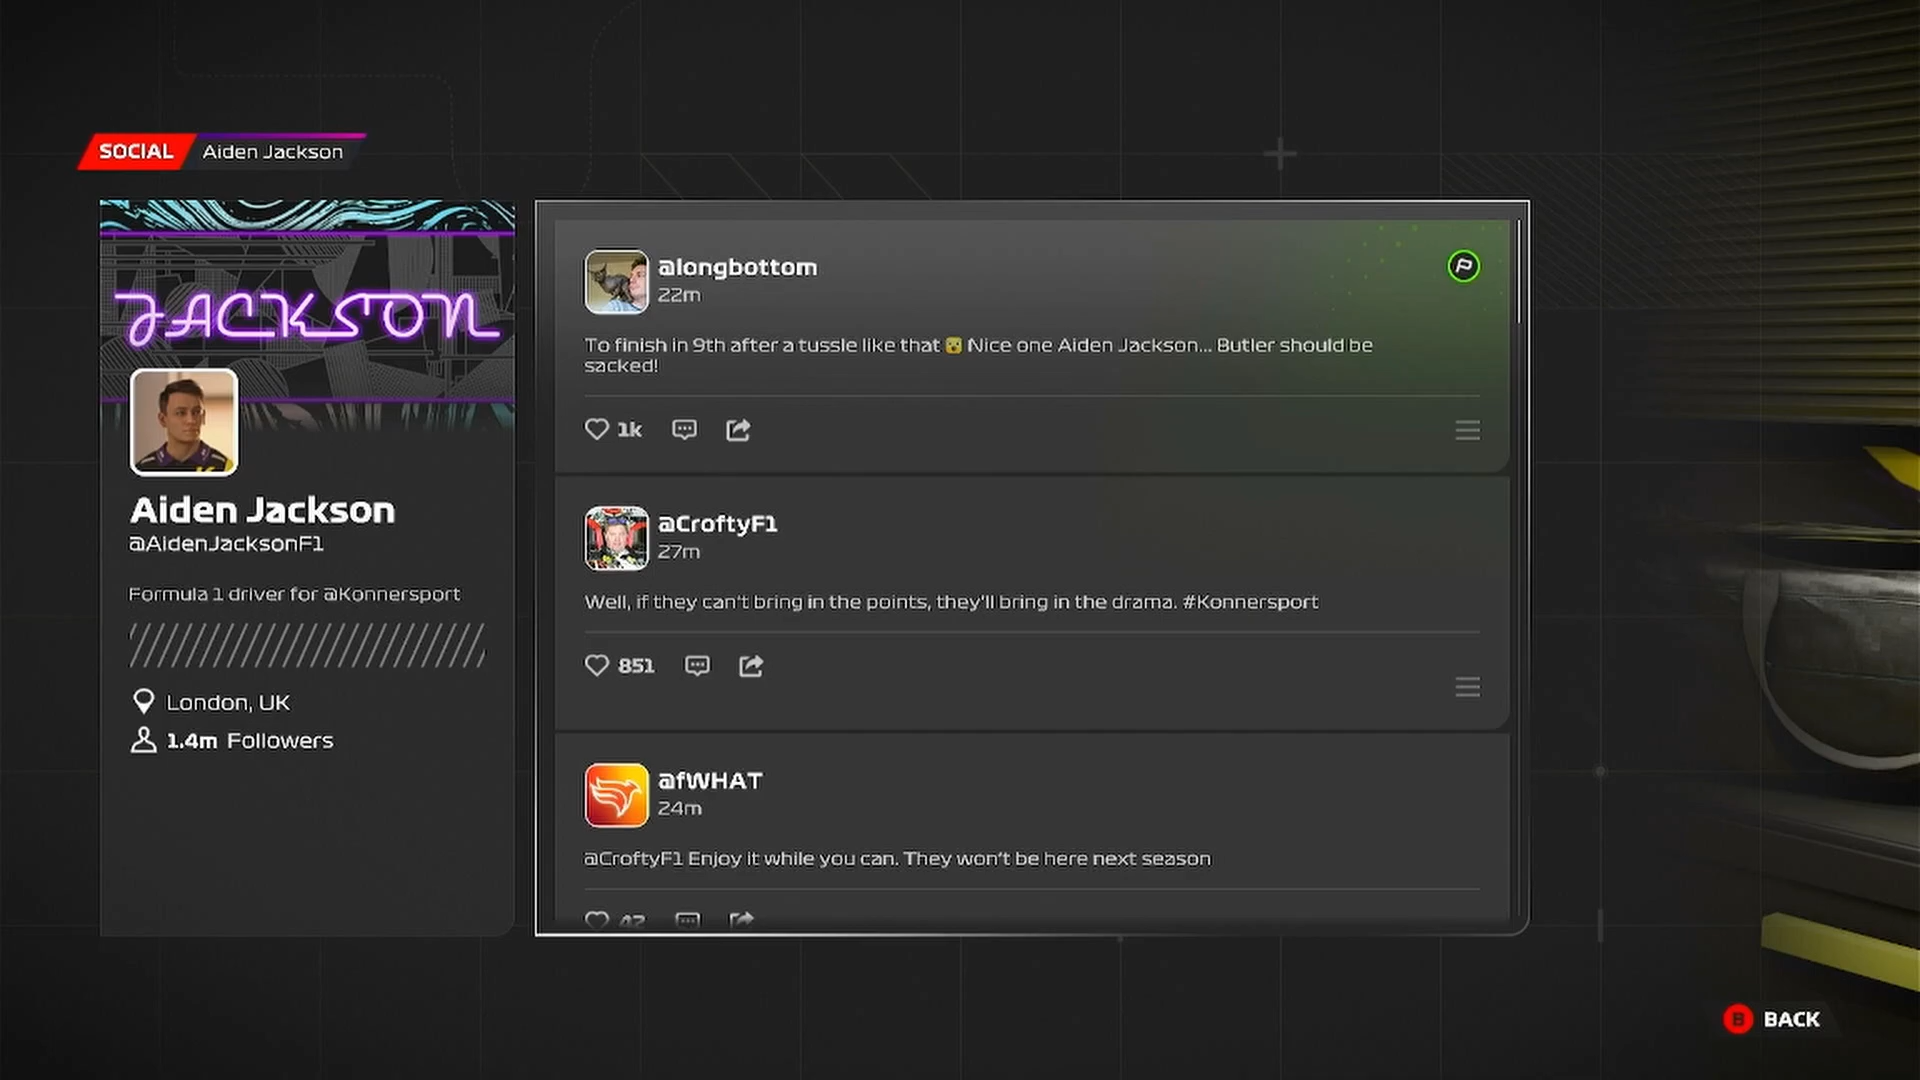 SOCIAL Aiden Jackson
JACKSON
Aiden Jackson
@AidenJacksonF1
Formula 1 driver for @Konnersport
London, UK
1.4m Followers
@longbottom
22m
To finish in 9th after a tussle like that 😮 Nice one Aiden Jackson... Butler should be
sacked!
1k
@CroftyF1
27m
Well, if they can't bring in the points, they'll bring in the drama. #Konnersport
851
@fWHAT
24m
@CroftyF1 Enjoy it while you can. They won't be here next season
42
B BACK